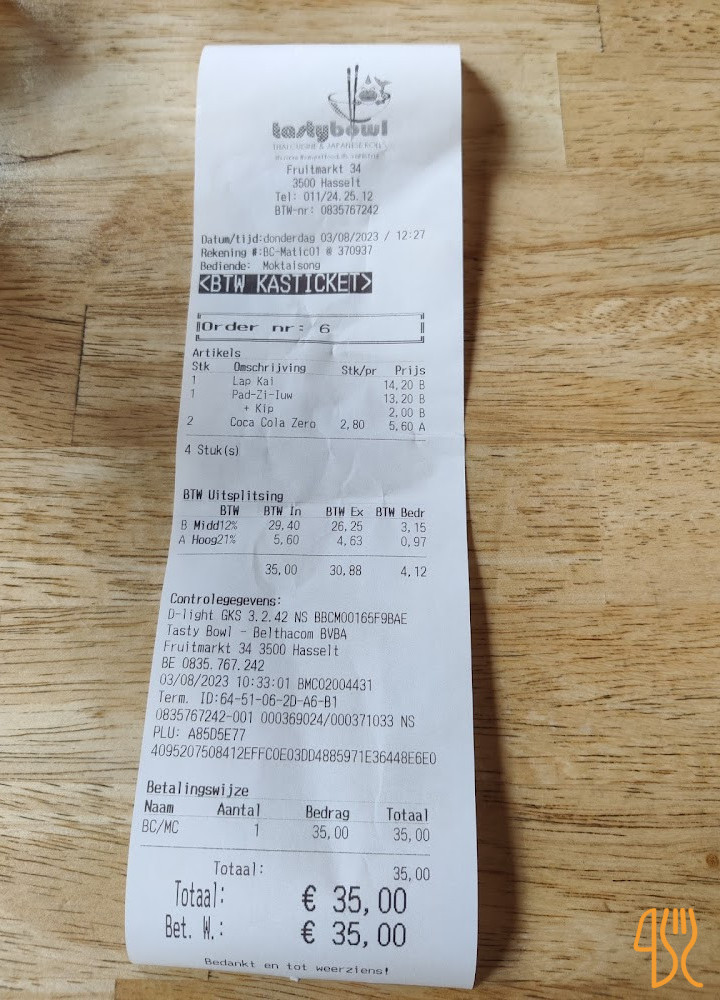 tastybowl
THAI CUISINE & JAPANESE ROLLS
Fruitmarkt 34
3500 Hasselt
Tel: 011/24.25.12
BTW-nr: 0835767242
Datum/tijd:donderdag 03/08/2023 / 12:27
Rekening #:BC-Matic01 @ 370937
Bediende: Moktaisong
<BTW KASTICKET>
Order nr: 6
Artikels
Stk Omschrijving Stk/pr Prijs
1 Lap Kai 14,20 B
1 Pad-Zi-Iuw 13,20 B
+ Kip 2,00 B
2 Coca Cola Zero 2,80 5,60 A
4 Stuk(s)
BTW Uitsplitsing
BTW BTW In BTW Ex BTW Bedr
B Midd12% 29,40 26,25 3,15
A Hoog21% 5,60 4,63 0,97
35,00 30,88 4,12
Controlegegevens:
D-light GKS 3.2.42 NS BBCM00165F9BAE
Tasty Bowl - Belthacom BVBA
Fruitmarkt 34 3500 Hasselt
BE 0835.767.242
03/08/2023 10:33:01 BMC02004431
Term. ID:64-51-06-2D-A6-B1
0835767242-001 000369024/000371033 NS
PLU: A85D5E77
4095207508412EFFC0E03DD4885971E36448E6E0
Betalingswijze
Naam Aantal Bedrag Totaal
BC/MC 1 35,00 35,00
Totaal: 35,00
Totaal: € 35,00
Bet. W.: € 35,00
Bedankt en tot weerziens!